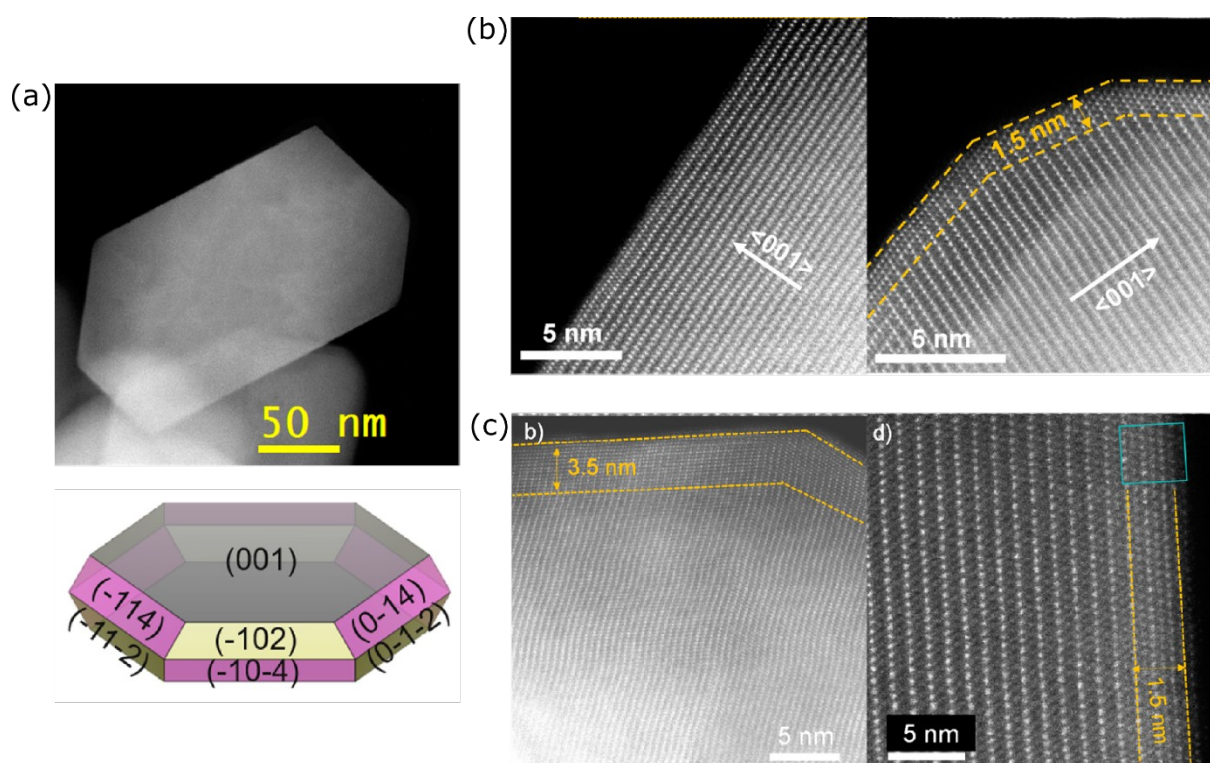 (a)
50 nm
(001)
(-114)
(0-14)
(-102)
(-11-2)
(0-1-2)
(-10-4)
(b)
<001>
5 nm
1.5 nm
<001>
5 nm
(c)
b)
3.5 nm
5 nm
d)
1.5 nm
5 nm